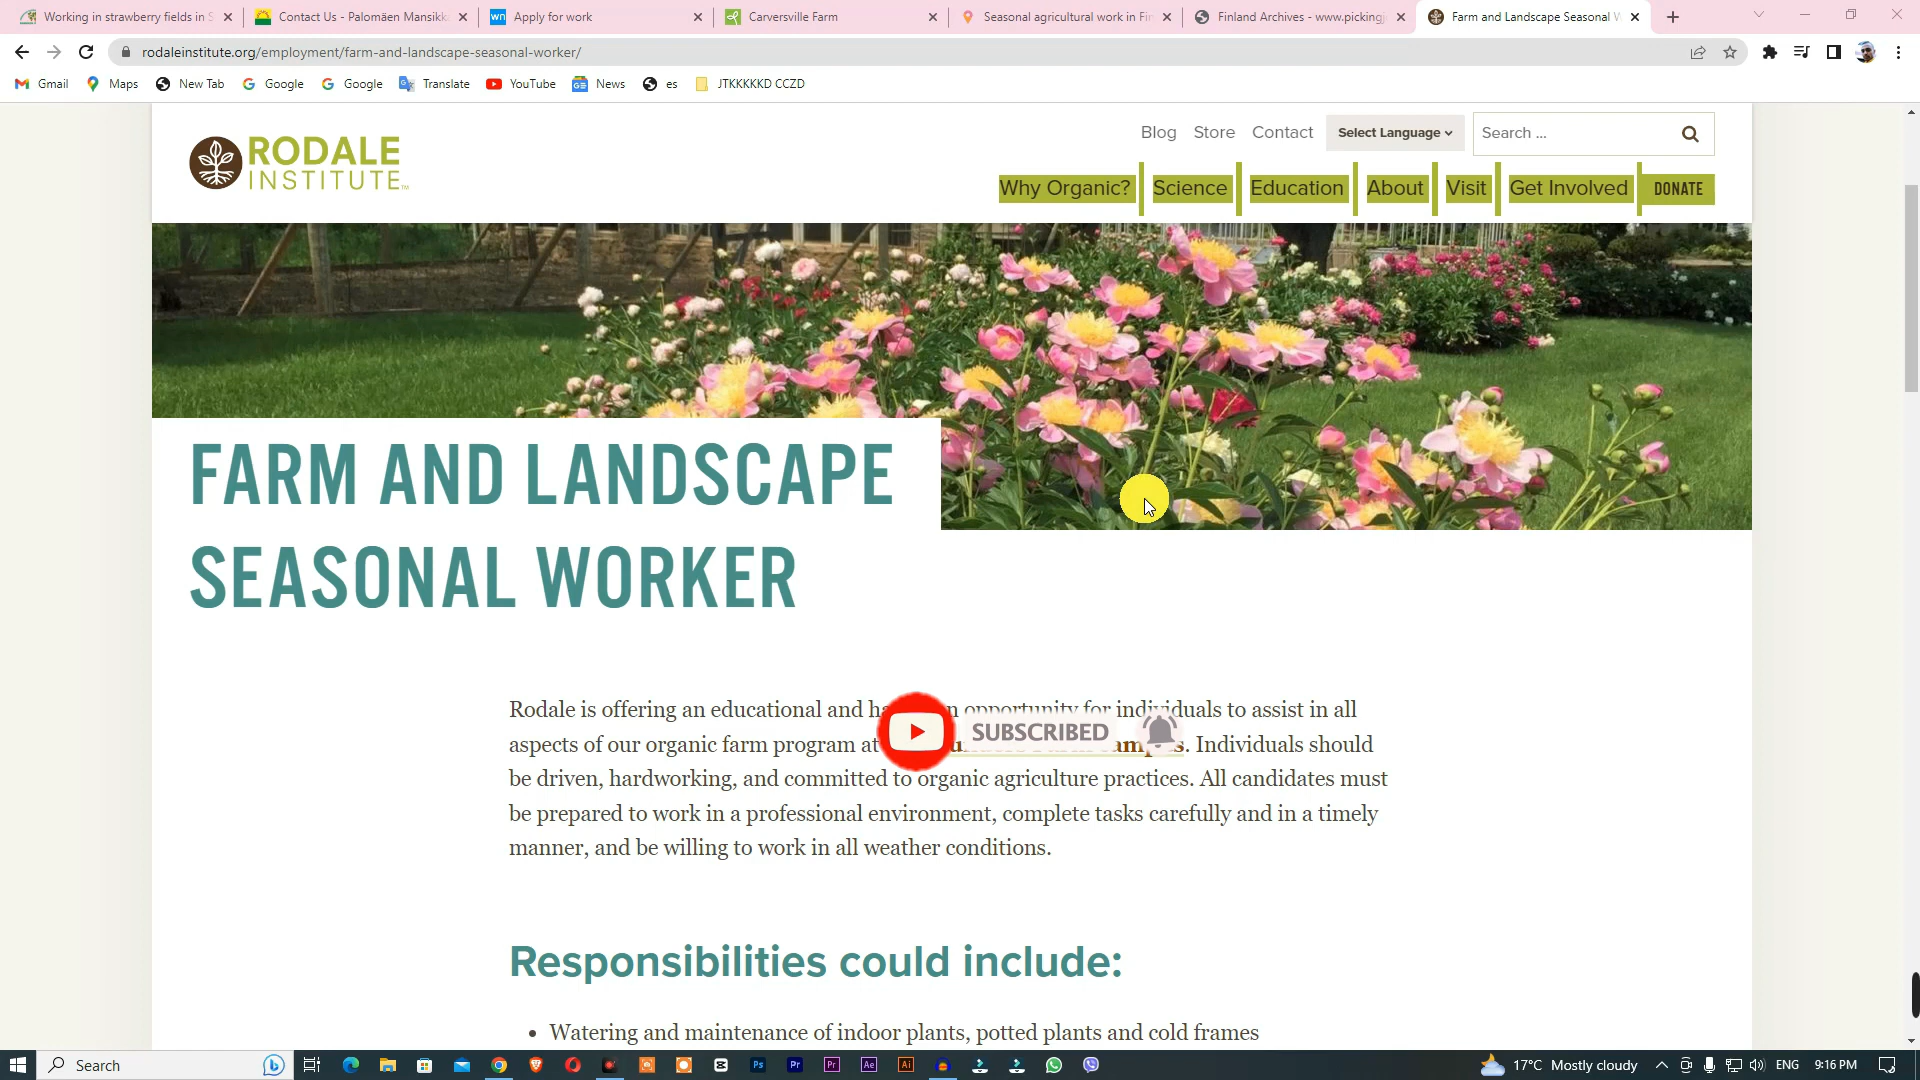 Working in strawberry fields in S
Contact Us - Palomäen Mansikk
Apply for work
Carversville Farm
Seasonal agricultural work in Fin
Finland Archives - www.pickingj
Farm and Landscape Seasonal W
rodaleinstitute.org/employment/farm-and-landscape-seasonal-worker/
Gmail Maps New Tab Google Google Translate YouTube News es JTKKKKKD CCZD
RODALE
INSTITUTE
Blog Store Contact Select Language Search ...
Why Organic? Science Education About Visit Get Involved DONATE
FARM AND LANDSCAPE
SEASONAL WORKER
Rodale is offering an educational and opportunity for individuals to assist in all
aspects of our organic farm program at . Individuals should
be driven, hardworking, and committed to organic agriculture practices. All candidates must
be prepared to work in a professional environment, complete tasks carefully and in a timely
manner, and be willing to work in all weather conditions.
SUBSCRIBED
Responsibilities could include:
• Watering and maintenance of indoor plants, potted plants and cold frames
Search
17°C Mostly cloudy ENG 9:16 PM